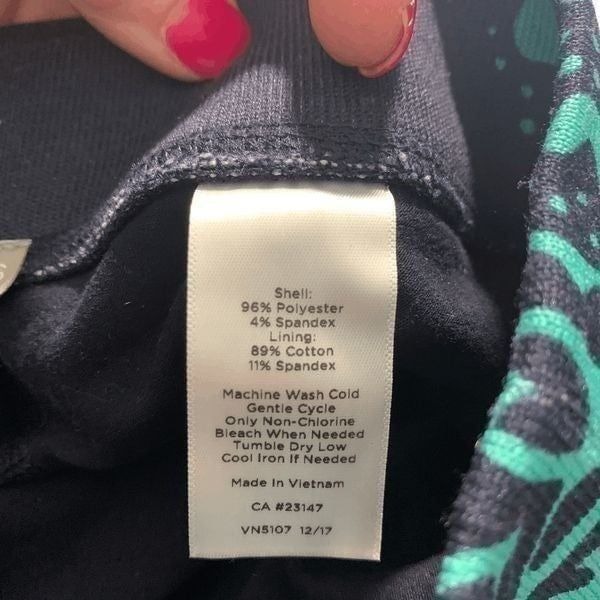 Shell:
96% Polyester
4% Spandex
Lining:
89% Cotton
11% Spandex
Machine Wash Cold
Gentle Cycle
Only Non-Chlorine
Bleach When Needed
Tumble Dry Low
Cool Iron If Needed
Made In Vietnam
CA #23147
VN5107 12/17